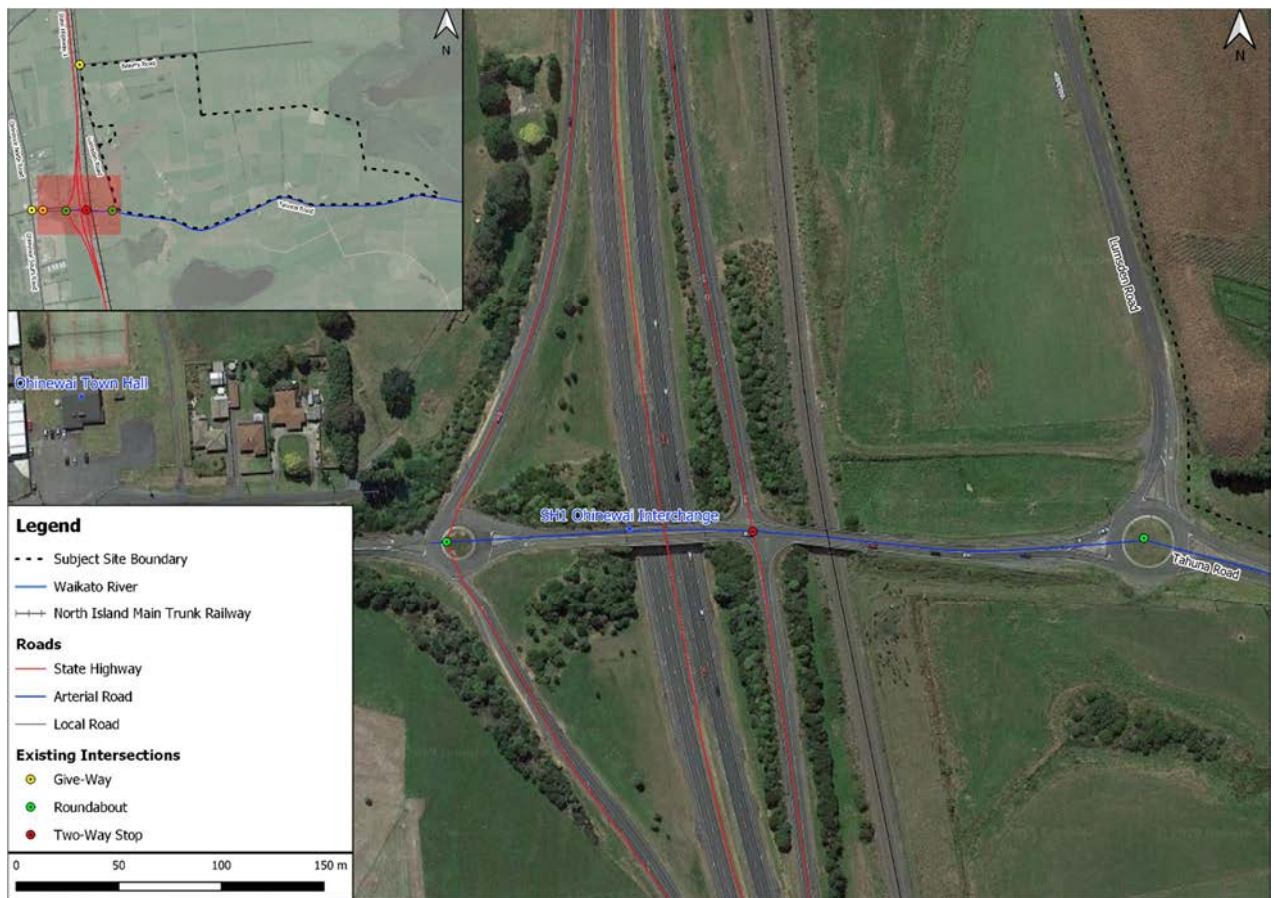 N
Tahuna Road
N
Lumsden Road
Ohinewai Town Hall
SH1 Ohinewai Interchange
Tahuna Road
Legend
Subject Site Boundary
Waikato River
North Island Main Trunk Railway
Roads
State Highway
Arterial Road
Local Road
Existing Intersections
Give-Way
Roundabout
Two-Way Stop
0 50 100 150 m